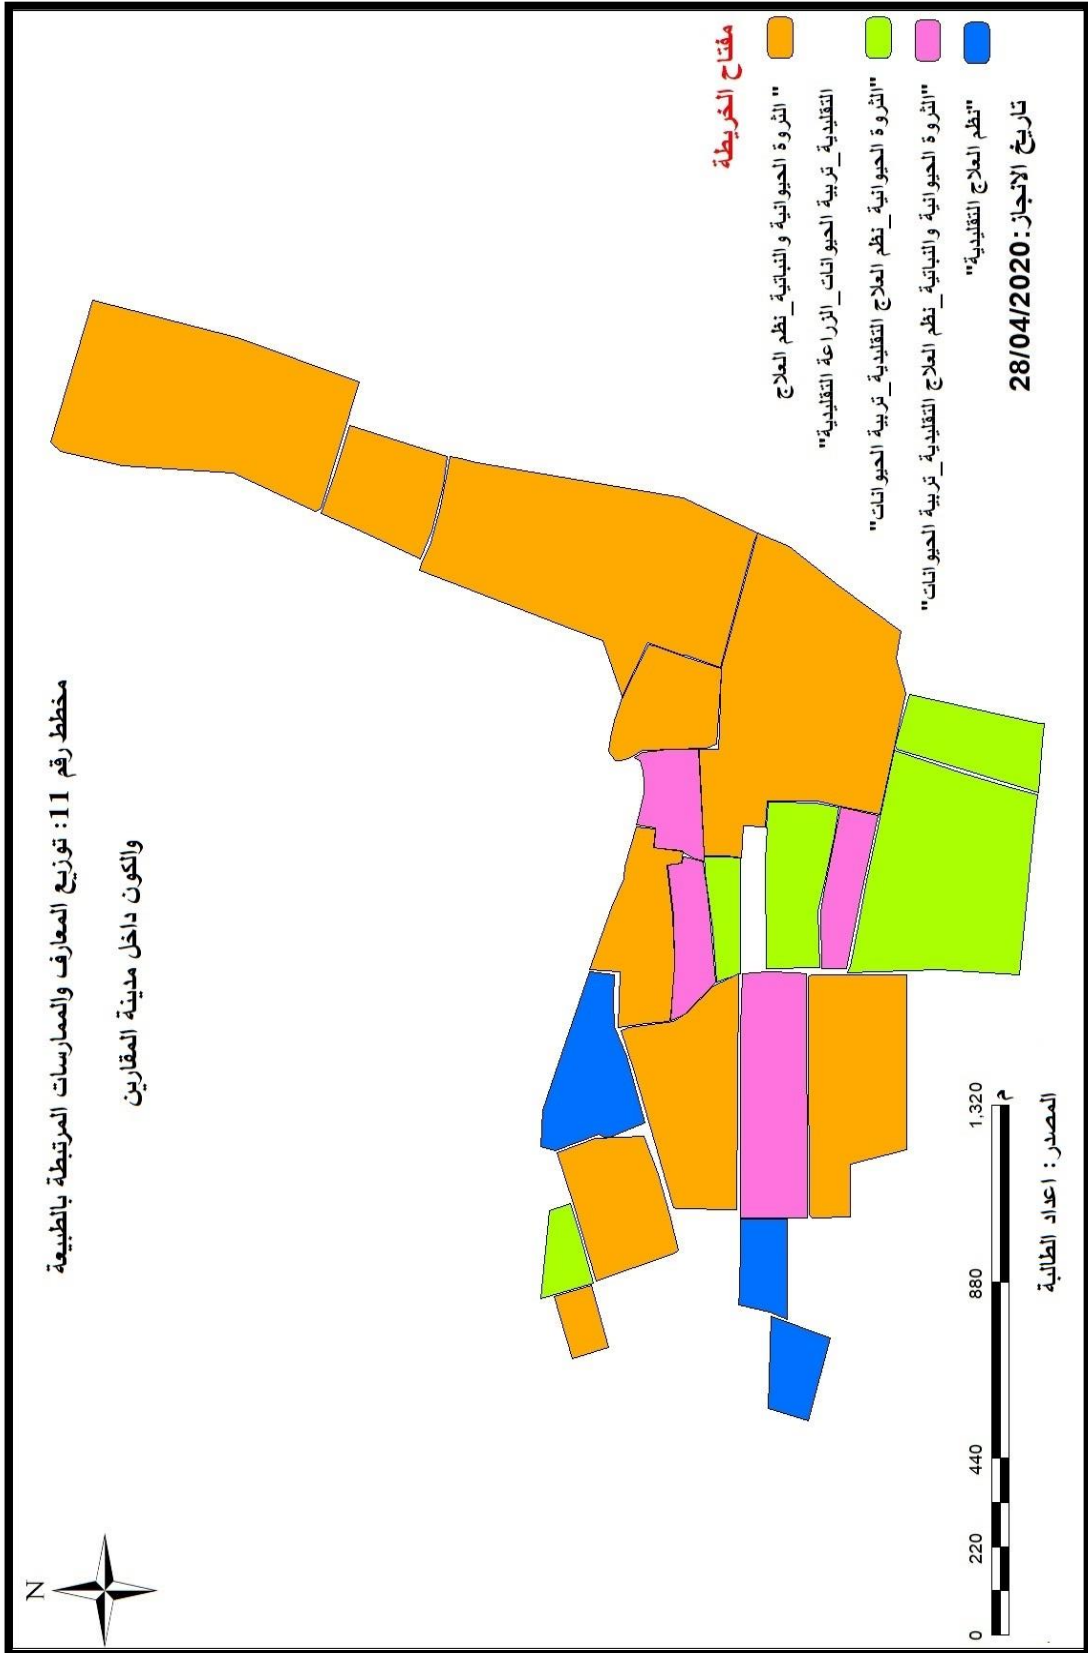 مخطط رقم 11: توزيع المعارف والممارسات المرتبطة بالطبيعة
والكون داخل مدينة المقارين
N
مفتاح الخريطة
" الثروة الحيوانية والنباتية_نظم العلاج
التقليدية_تربية الحيوانات_الزراعة التقليدية"
"الثروة الحيوانية_نظم العلاج التقليدية_تربية الحيوانات"
"الثروة الحيوانية والنباتية_نظم العلاج التقليدية_تربية الحيوانات"
"نظم العلاج التقليدية"
تاريخ الانجاز:28/04/2020
0 220 440 880 1,320
م
المصدر: اعداد الطالبة